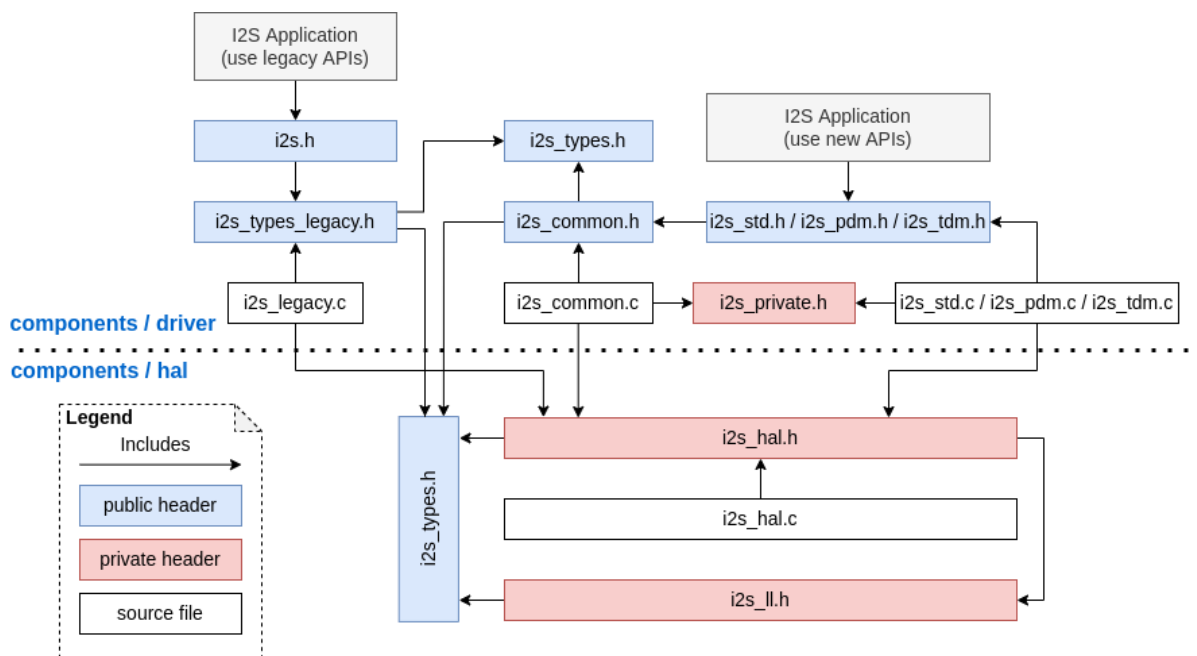 I2S Application
(use legacy APIs)
i2s.h
i2s_types.h
I2S Application
(use new APIs)
i2s_types_legacy.h
i2s_common.h
i2s_std.h / i2s_pdm.h / i2s_tdm.h
i2s_legacy.c
i2s_common.c
i2s_private.h
i2s_std.c / i2s_pdm.c / i2s_tdm.c
components / driver
components / hal
Legend
Includes
public header
private header
source file
i2s_types.h
i2s_hal.h
i2s_hal.c
i2s_ll.h